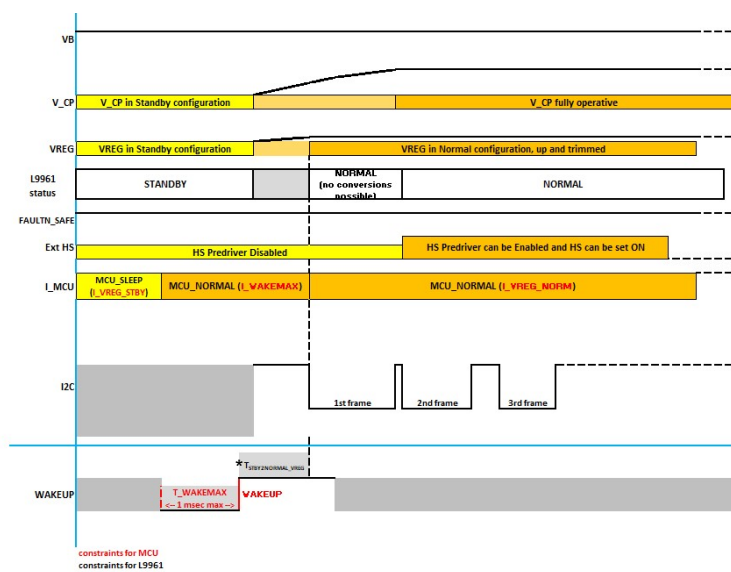 VB
V_CP
V_CP in Standby configuration
V_CP fully operative
VREG
VREG in Standby configuration
VREG in Normal configuration, up and trimmed
L9961
status
STANDBY
NORMAL
(no conversions
possible)
NORMAL
FAULTN_SAFE
Ext HS
HS Predriver Disabled
HS Predriver can be Enabled and HS can be set ON
I_MCU
MCU_SLEEP
(I_VREG_STBY)
MCU_NORMAL (I_WAKEMAX)
MCU_NORMAL (I_VREG_NORM)
I2C
1st frame
2nd frame
3rd frame
*T_STBY2NORMAL_VREG
WAKEUP
T_WAKEMAX
<-- 1 msec max -->
WAKEUP
constraints for MCU
constraints for L9961